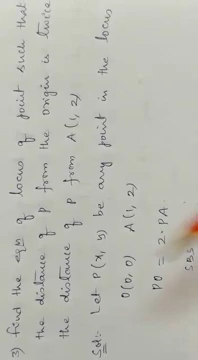 3) find the eqn of locus of point such that
the distance of p from the origin is twice
the distance of p from A(1, 2)
Sol:- Let P(x, y) be any point in the locus
O(0, 0) A(1, 2)
PO = 2·PA
SBS